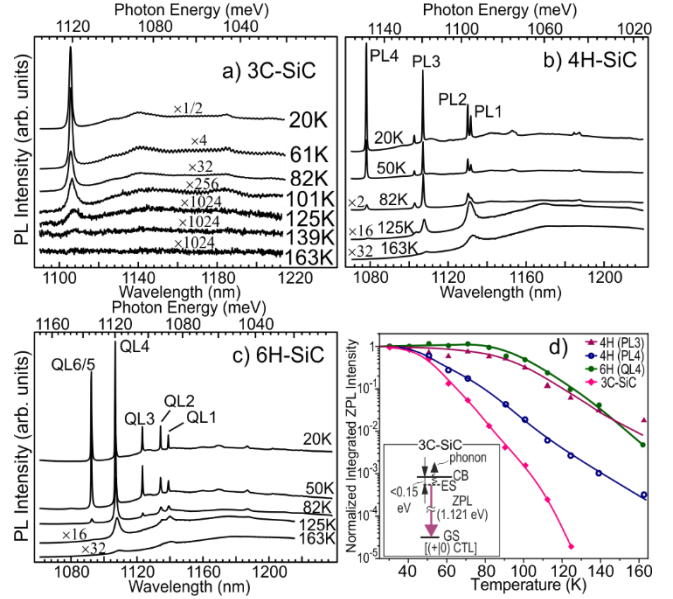 Photon Energy (meV)
1120 1080 1040
PL Intensity (arb. units)
a) 3C-SiC
×1/2
20K
×4
61K
×32
82K
×256
101K
×1024
125K
×1024
139K
×1024
163K
1100 1140 1180 1220
Wavelength (nm)
Photon Energy (meV)
1140 1100 1060 1020
b) 4H-SiC
PL4
PL3
PL2
PL1
20K
50K
×2
82K
×16
125K
×32
163K
1080 1120 1160 1200
Wavelength (nm)
Photon Energy (meV)
1160 1120 1080 1040
PL Intensity (arb. units)
c) 6H-SiC
QL4
QL6/5
QL3
QL2
QL1
20K
50K
82K
125K
×16
163K
×32
1080 1120 1160 1200
Wavelength (nm)
Normalized Integrated ZPL Intensity
d)
4H (PL3)
4H (PL4)
6H (QL4)
3C-SiC
1
10-1
10-2
10-3
10-4
10-5
3C-SiC
phonon
CB
ES
<0.15
eV
ZPL
(1.121 eV)
GS
[(+|0) CTL]
40 60 80 100 120 140 160
Temperature (K)